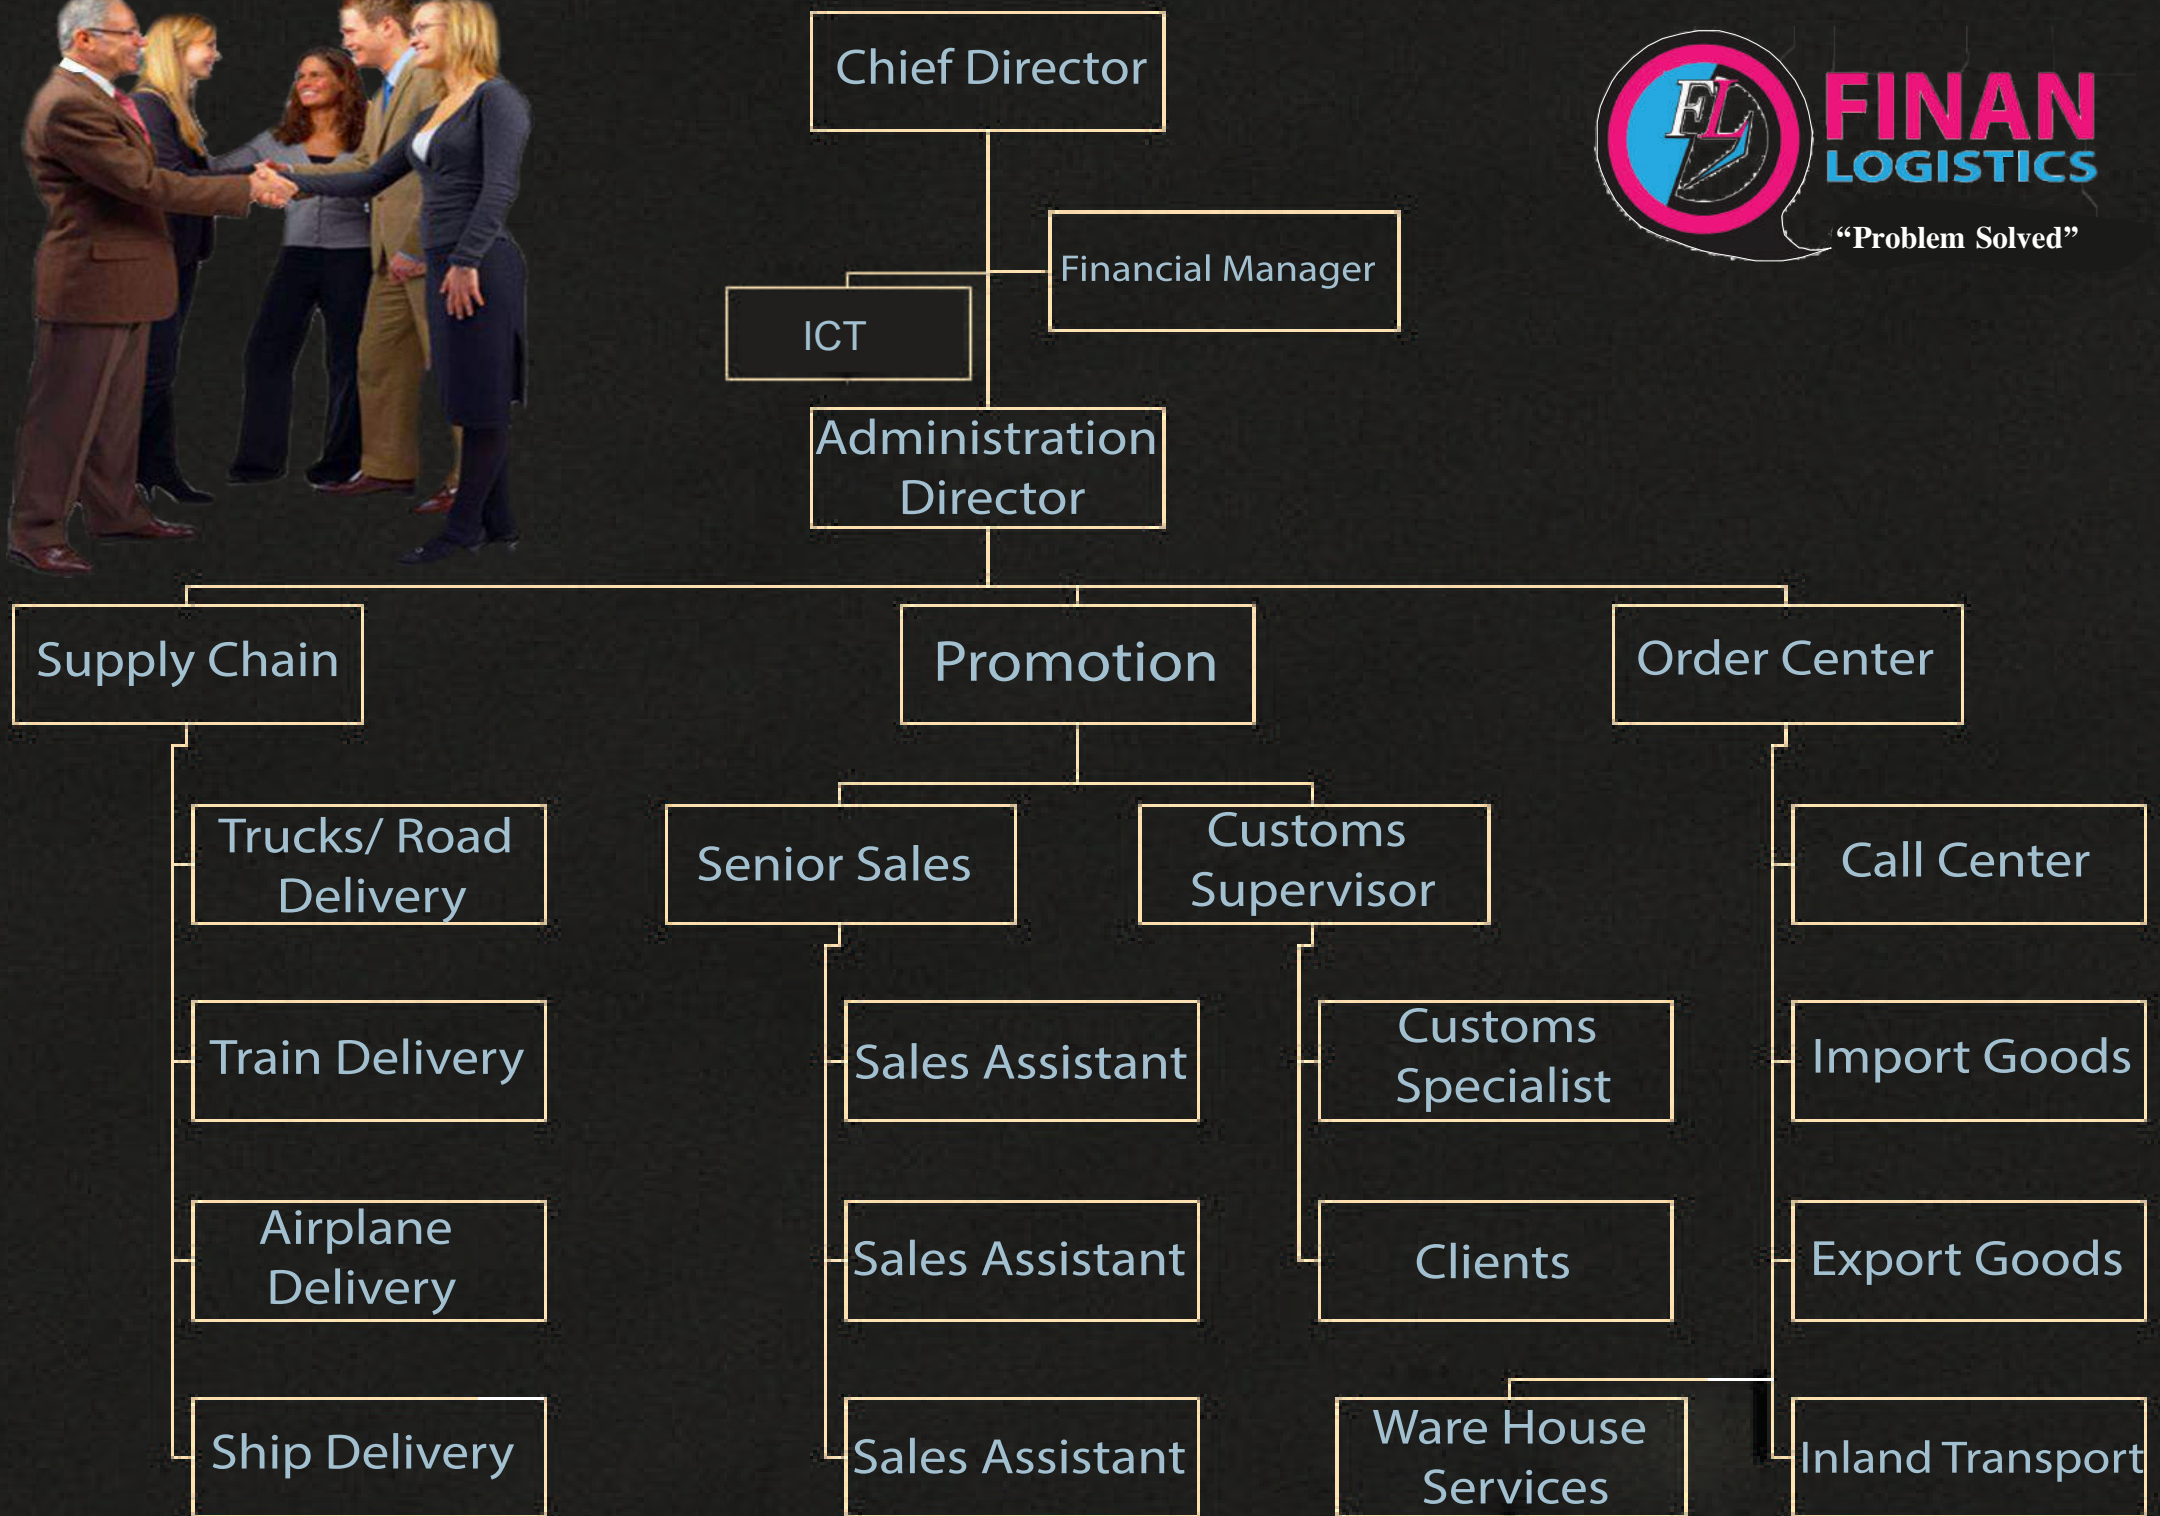 Chief Director
FL
FINAN
LOGISTICS
“Problem Solved”
Financial Manager
ICT
Administration
Director
Supply Chain
Promotion
Order Center
Trucks/ Road
Delivery
Senior Sales
Customs
Supervisor
Call Center
Train Delivery
Sales Assistant
Customs
Specialist
Import Goods
Airplane
Delivery
Sales Assistant
Clients
Export Goods
Ship Delivery
Sales Assistant
Ware House
Services
Inland Transport